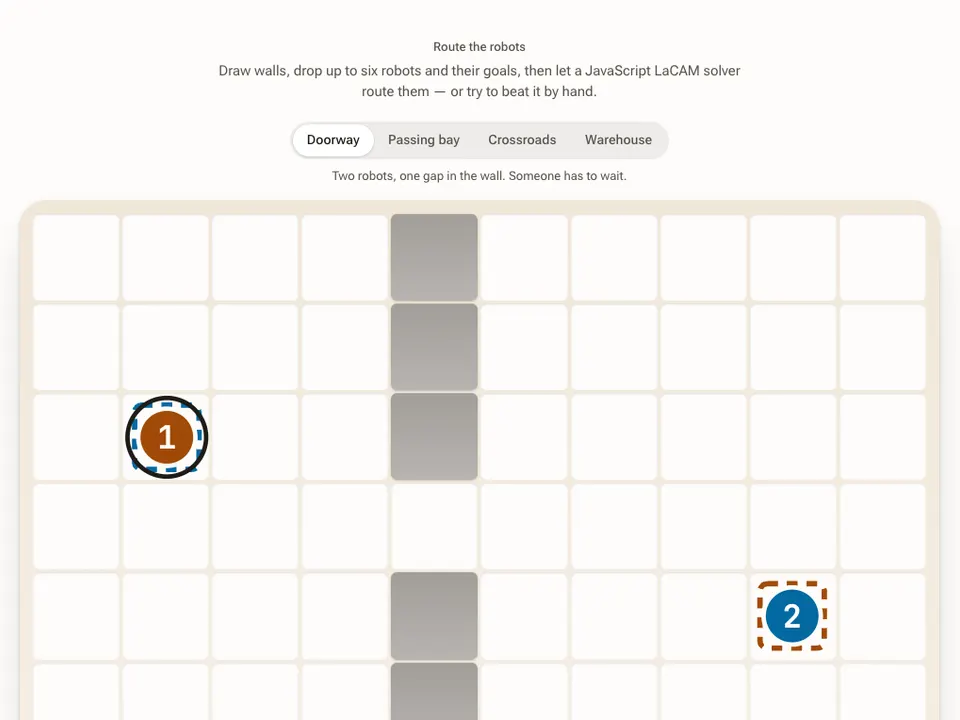 Route the robots
Draw walls, drop up to six robots and their goals, then let a JavaScript LaCAM solver
route them — or try to beat it by hand.
Doorway Passing bay Crossroads Warehouse
Two robots, one gap in the wall. Someone has to wait.
1
2